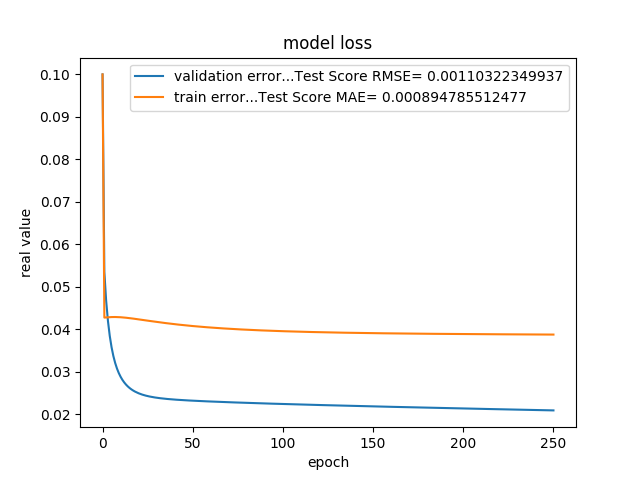 model loss
validation error...Test Score RMSE= 0.00110322349937
train error...Test Score MAE= 0.000894785512477
0.10
0.09
0.08
0.07
0.06
0.05
0.04
0.03
0.02
real value
0 50 100 150 200 250
epoch